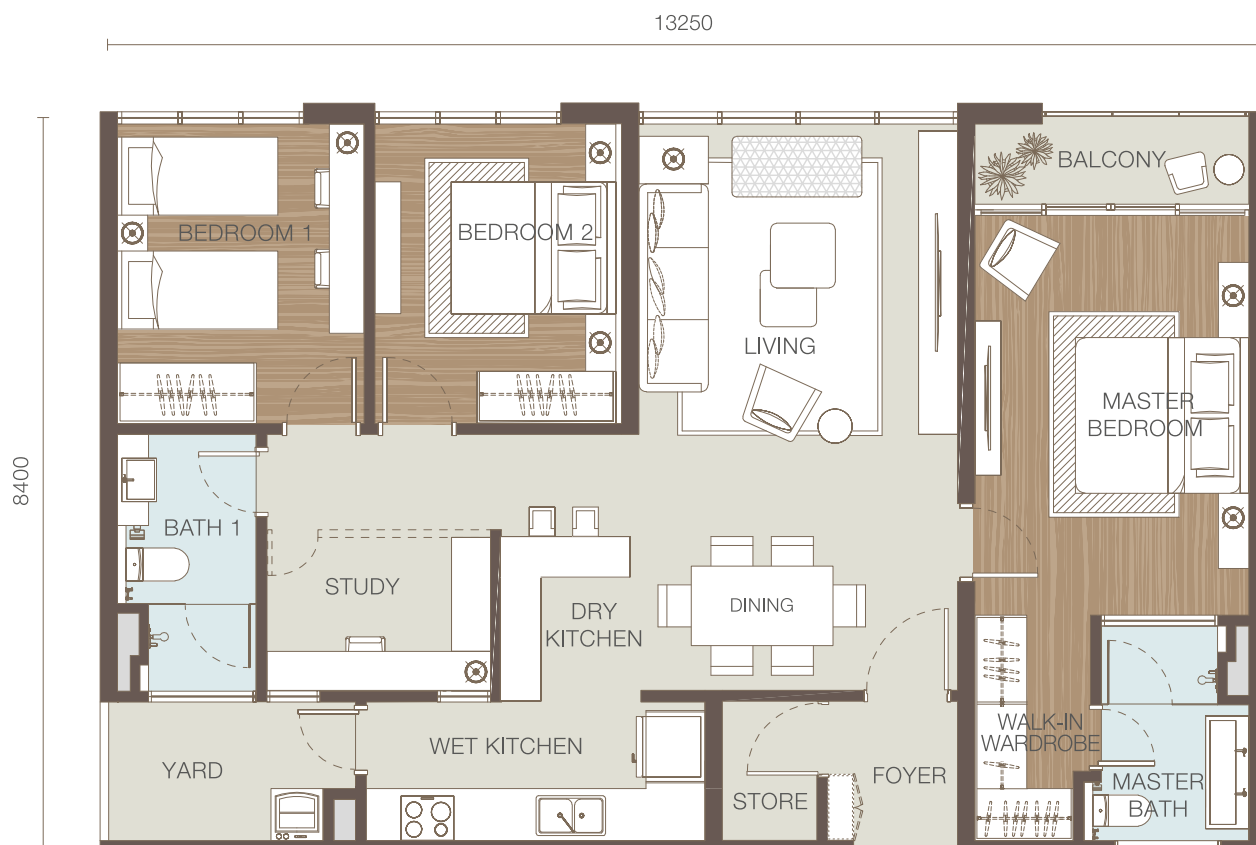 13250
8400
BALCONY
BEDROOM 1
BEDROOM 2
LIVING
MASTER
BEDROOM
BATH 1
STUDY
DRY
KITCHEN
DINING
WET KITCHEN
YARD
STORE
FOYER
WALK-IN
WARDROBE
MASTER
BATH